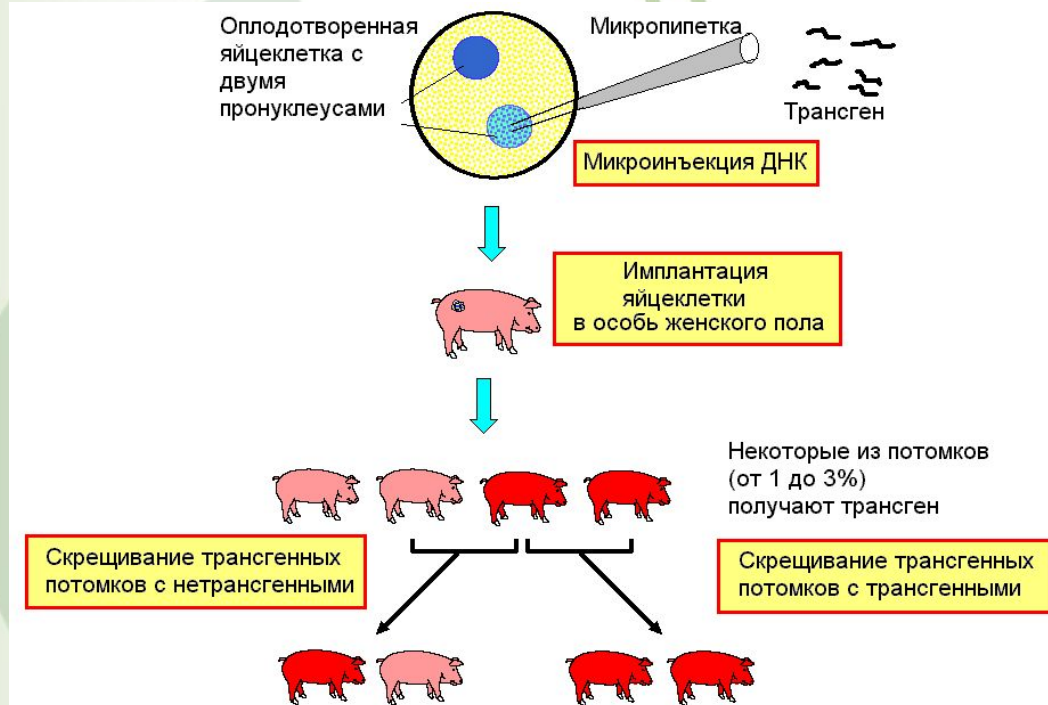 Оплодотворенная
яйцеклетка с
двумя
пронуклеусами
Микропипетка
Трансген
Микроинъекция ДНК
Имплантация
яйцеклетки
в особь женского пола
Некоторые из потомков
(от 1 до 3%)
получают трансген
Скрещивание трансгенных
потомков с нетрансгенными
Скрещивание трансгенных
потомков с трансгенными